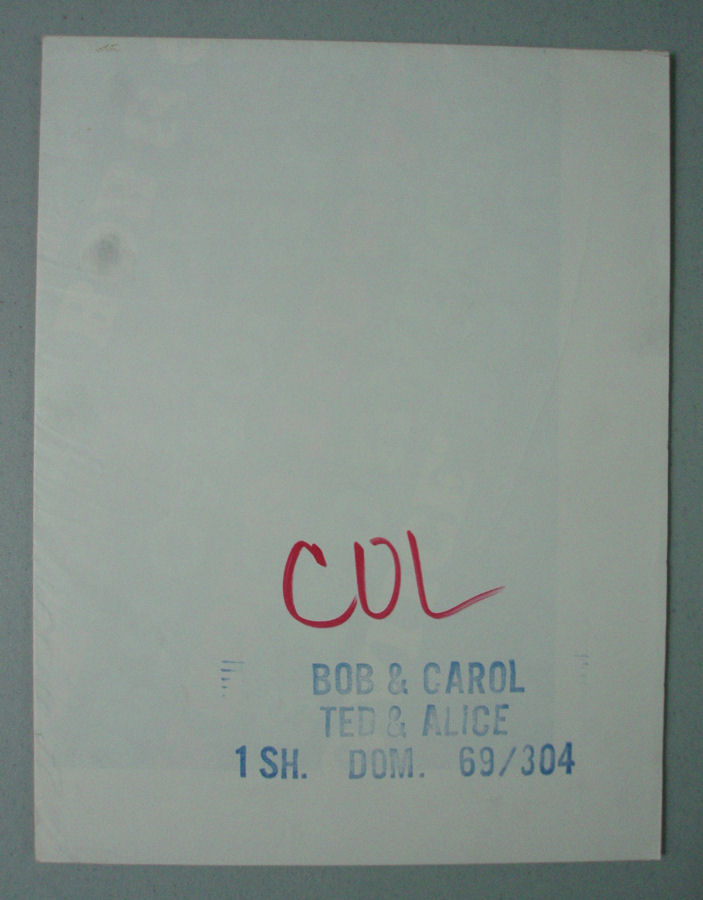 COL
BOB & CAROL
TED & ALICE
1 SH. DOM. 69/304